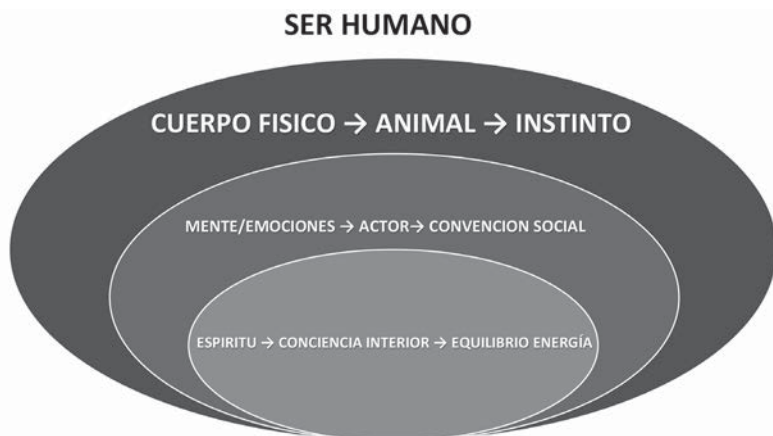 SER HUMANO
CUERPO FISICO → ANIMAL → INSTINTO
MENTE/EMOCIONES → ACTOR→ CONVENCION SOCIAL
ESPIRITU → CONCIENCIA INTERIOR → EQUILIBRIO ENERGÍA